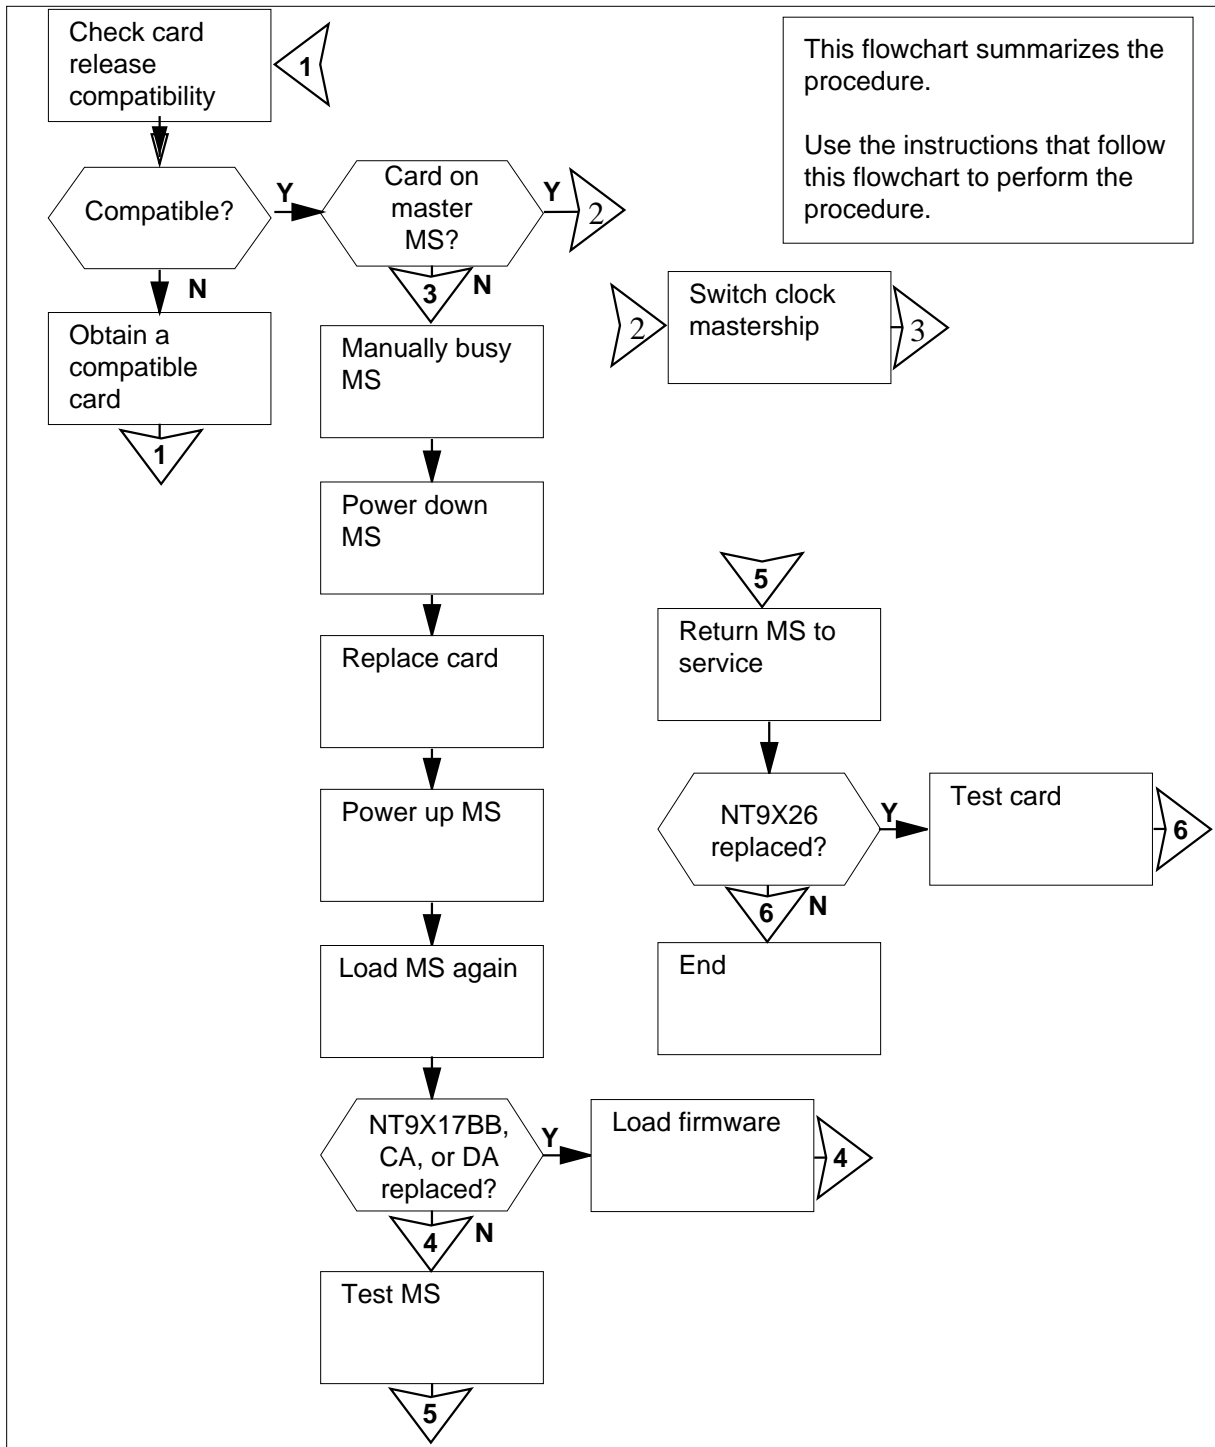 Check card
release
compatibility
1
This flowchart summarizes the
procedure.
Use the instructions that follow
this flowchart to perform the
procedure.
Compatible?
Y
Card on
master
MS?
Y
2
N
3
N
Obtain a
compatible
card
1
2
Switch clock
mastership
3
Manually busy
MS
Power down
MS
Replace card
Power up MS
Load MS again
NT9X17BB,
CA, or DA
replaced?
Y
Load firmware
4
4
N
Test MS
5
5
Return MS to
service
NT9X26
replaced?
Y
Test card
6
6
N
End